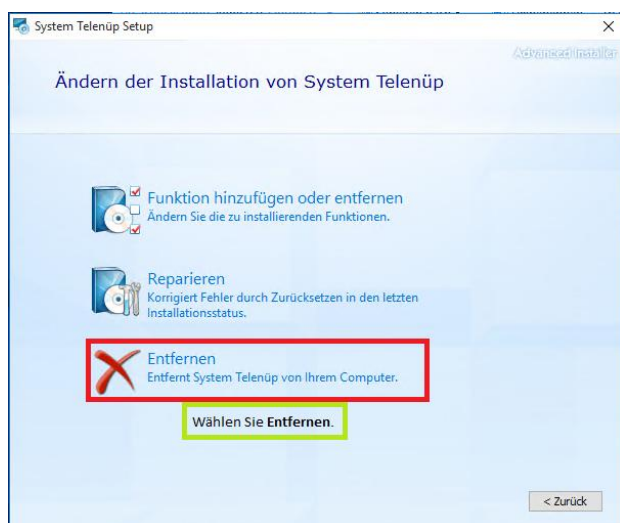 System Telenüp Setup
Advanced Installer
Ändern der Installation von System Telenüp
Funktion hinzufügen oder entfernen
Ändern Sie die zu installierenden Funktionen.
Reparieren
Korrigiert Fehler durch Zurücksetzen in den letzten
Installationsstatus.
Entfernen
Entfernt System Telenüp von Ihrem Computer.
Wählen Sie Entfernen.
< Zurück